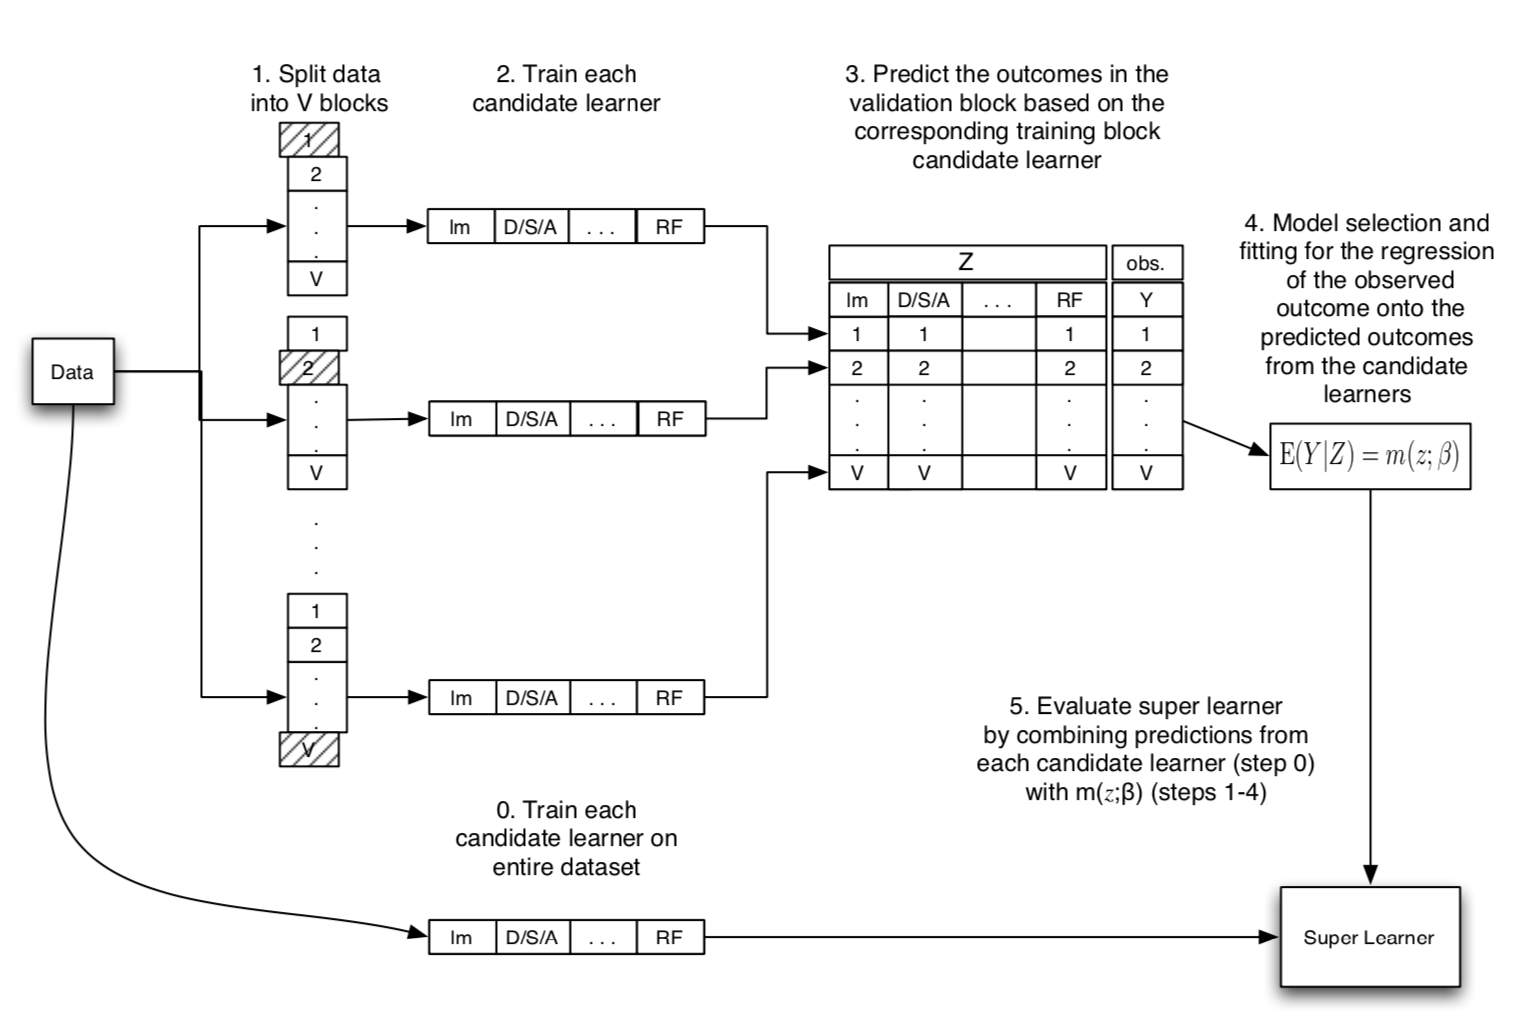 1. Split data
into V blocks
2. Train each
candidate learner
3. Predict the outcomes in the
validation block based on the
corresponding training block
candidate learner
4. Model selection and
fitting for the regression
of the observed
outcome onto the
predicted outcomes
from the candidate
learners
1
2
.
.
.
V
lm D/S/A . . . RF
1
2
.
.
.
V
lm D/S/A . . . RF
.
.
.
1
2
.
.
.
V
lm D/S/A . . . RF
Data
Z obs.
lm D/S/A . . . RF Y
1 1 1 1
2 2 2 2
. . . .
. . . .
. . . .
V V V V
E(Y|Z) = m(z; β)
5. Evaluate super learner
by combining predictions from
each candidate learner (step 0)
with m(z;β) (steps 1-4)
0. Train each
candidate learner on
entire dataset
lm D/S/A . . . RF
Super Learner